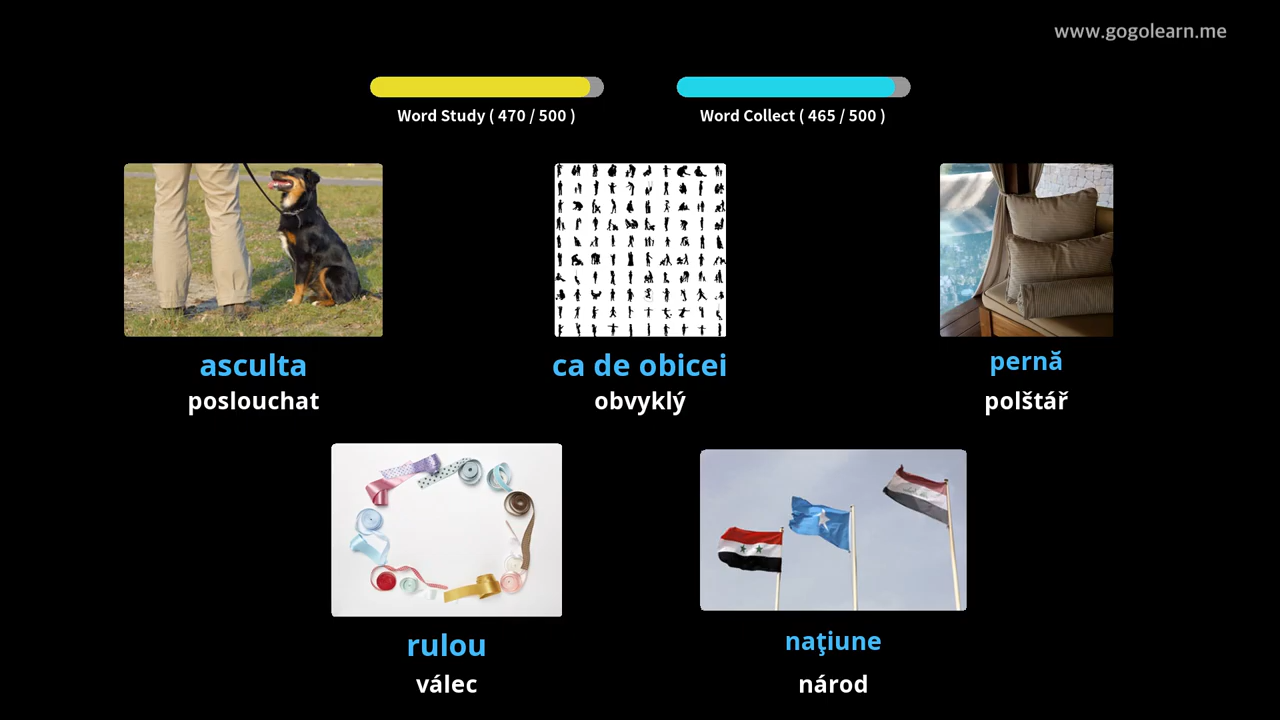 www.gogolearn.me
Word Study ( 470 / 500 )
Word Collect ( 465 / 500 )
asculta
poslouchat
ca de obicei
obvyklý
pernă
polštář
rulou
válec
naţiune
národ